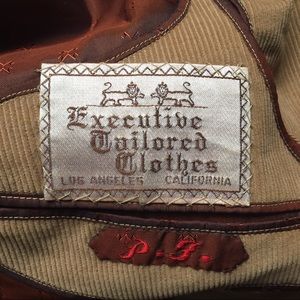 Executive
Tailored
Clothes
LOS ANGELES CALIFORNIA
P.J.